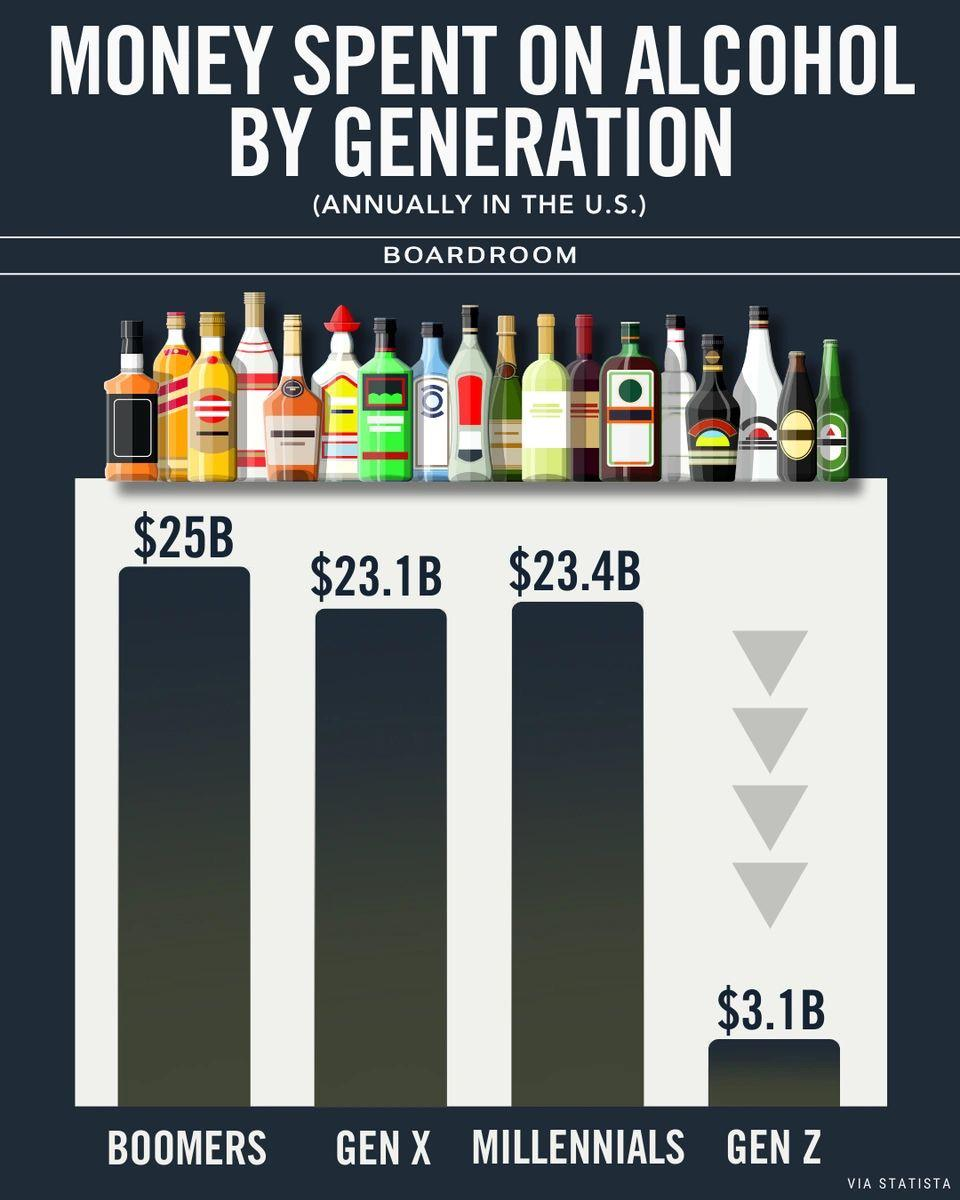 MONEY SPENT ON ALCOHOL
BY GENERATION
(ANNUALLY IN THE U.S.)
BOARDROOM
$25B
$23.1B
$23.4B
$3.1B
BOOMERS
GEN X
MILLENNIALS
GEN Z
VIA STATISTA